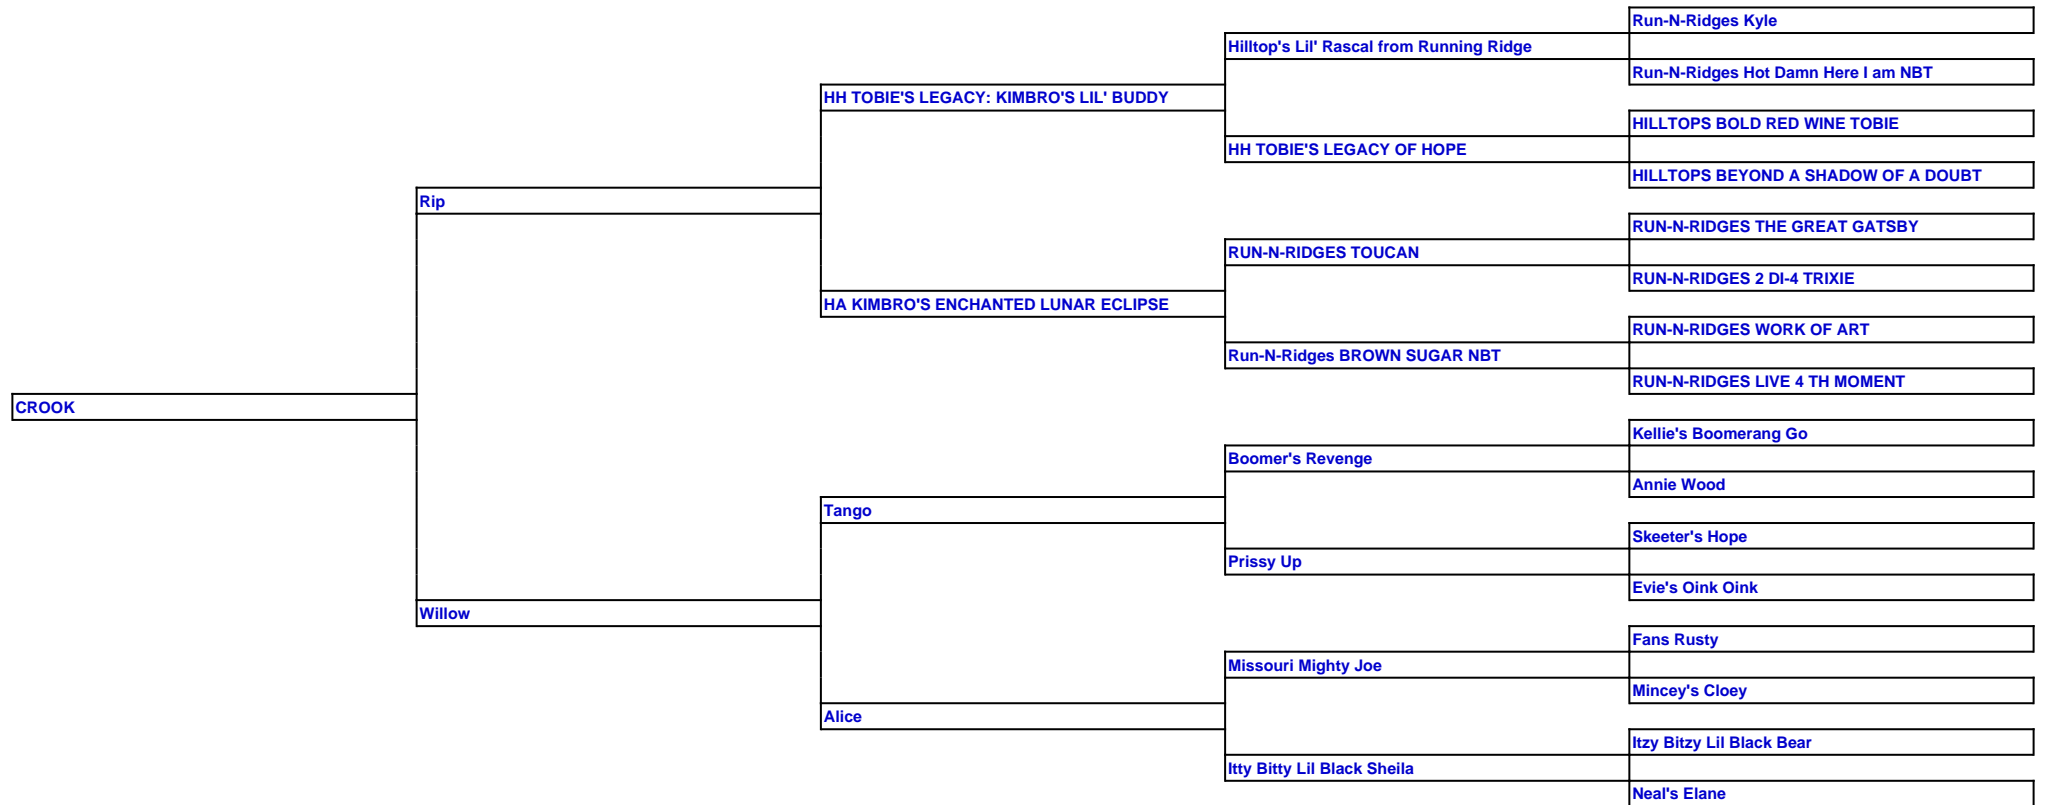 Run-N-Ridges Kyle
Hilltop's Lil' Rascal from Running Ridge
Run-N-Ridges Hot Damn Here I am NBT
HH TOBIE'S LEGACY: KIMBRO'S LIL' BUDDY
HILLTOPS BOLD RED WINE TOBIE
HH TOBIE'S LEGACY OF HOPE
HILLTOPS BEYOND A SHADOW OF A DOUBT
Rip
RUN-N-RIDGES THE GREAT GATSBY
RUN-N-RIDGES TOUCAN
RUN-N-RIDGES 2 DI-4 TRIXIE
HA KIMBRO'S ENCHANTED LUNAR ECLIPSE
RUN-N-RIDGES WORK OF ART
Run-N-Ridges BROWN SUGAR NBT
RUN-N-RIDGES LIVE 4 TH MOMENT
CROOK
Kellie's Boomerang Go
Boomer's Revenge
Annie Wood
Tango
Skeeter's Hope
Prissy Up
Evie's Oink Oink
Willow
Fans Rusty
Missouri Mighty Joe
Mincey's Cloey
Alice
Itzy Bitzy Lil Black Bear
Itty Bitty Lil Black Sheila
Neal's Elane